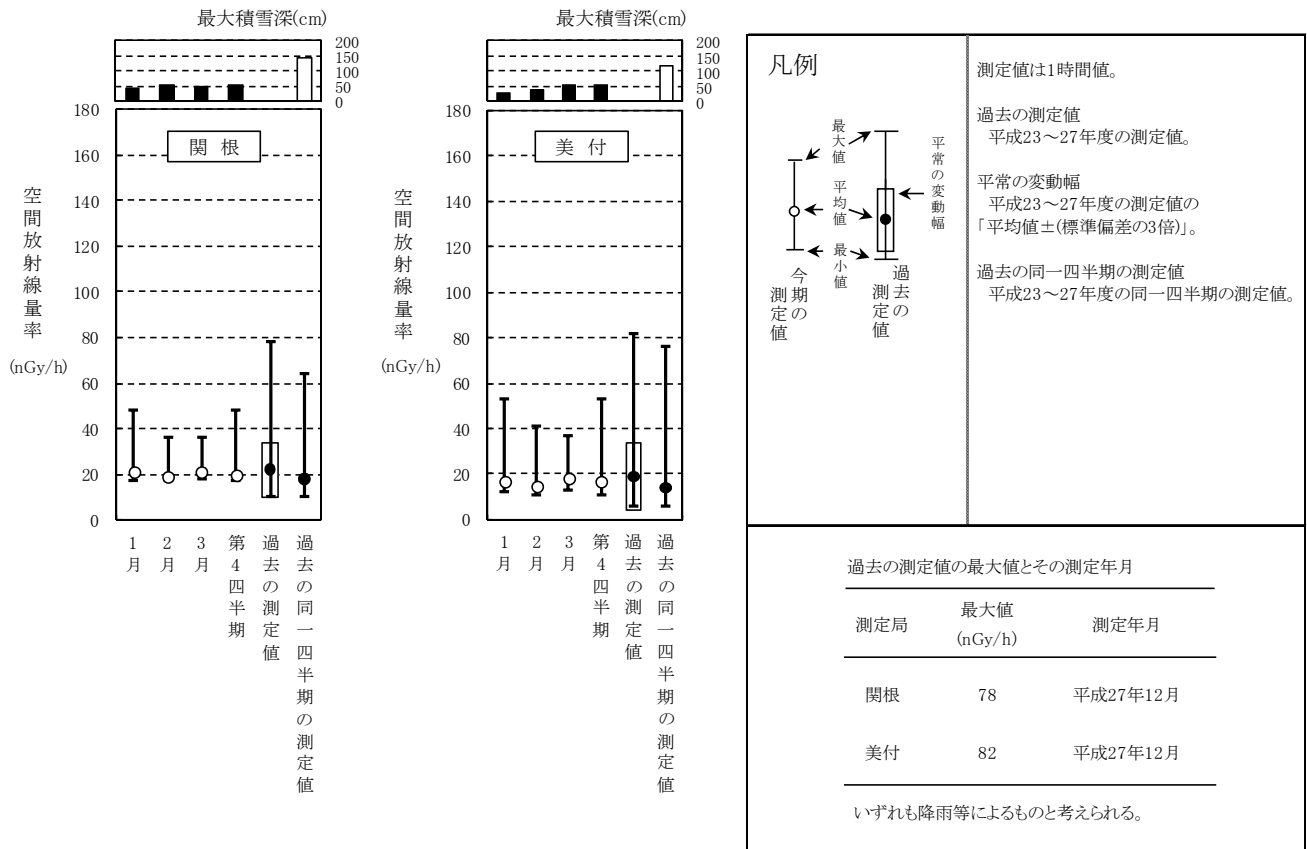 最大積雪深(cm)
200
150
100
50
0
180
160
140
120
100
80
60
40
20
0
関 根
空間放射線量率
(nGy/h)
1月
2月
3月
第4四半期
過去の測定値
過去の同一四半期の測定値
最大積雪深(cm)
200
150
100
50
0
180
160
140
120
100
80
60
40
20
0
美 付
空間放射線量率
(nGy/h)
1月
2月
3月
第4四半期
過去の測定値
過去の同一四半期の測定値
凡例
最大値
平均値
最小値
平常の変動幅
今期の測定値
過去の測定値
測定値は1時間値。
過去の測定値
平成23~27年度の測定値。
平常の変動幅
平成23~27年度の測定値の
「平均値±(標準偏差の3倍)」。
過去の同一四半期の測定値
平成23~27年度の同一四半期の測定値。
過去の測定値の最大値とその測定年月
測定局 最大値 (nGy/h) 測定年月
関根 78 平成27年12月
美付 82 平成27年12月
いずれも降雨等によるものと考えられる。